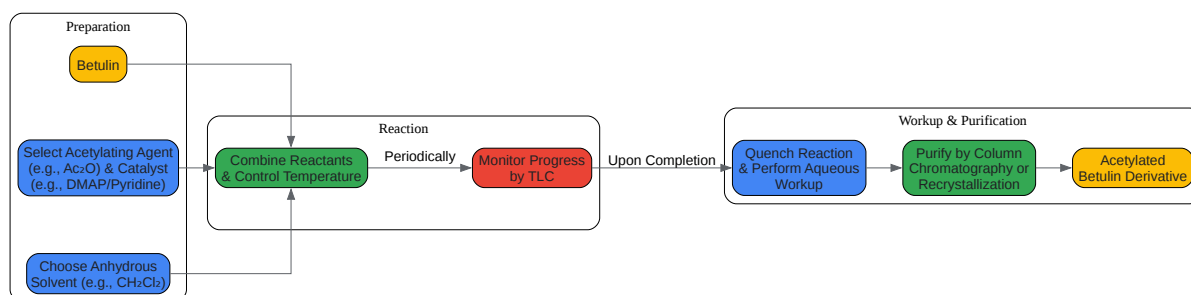 Preparation
Betulin
Select Acetylating Agent
(e.g., Ac₂O) & Catalyst
(e.g., DMAP/Pyridine)
Choose Anhydrous
Solvent (e.g., CH₂Cl₂)
Reaction
Combine Reactants
& Control Temperature
Periodically
Monitor Progress
by TLC
Upon Completion
Workup & Purification
Quench Reaction
& Perform Aqueous
Workup
Purify by Column
Chromatography or
Recrystallization
Acetylated
Betulin Derivative